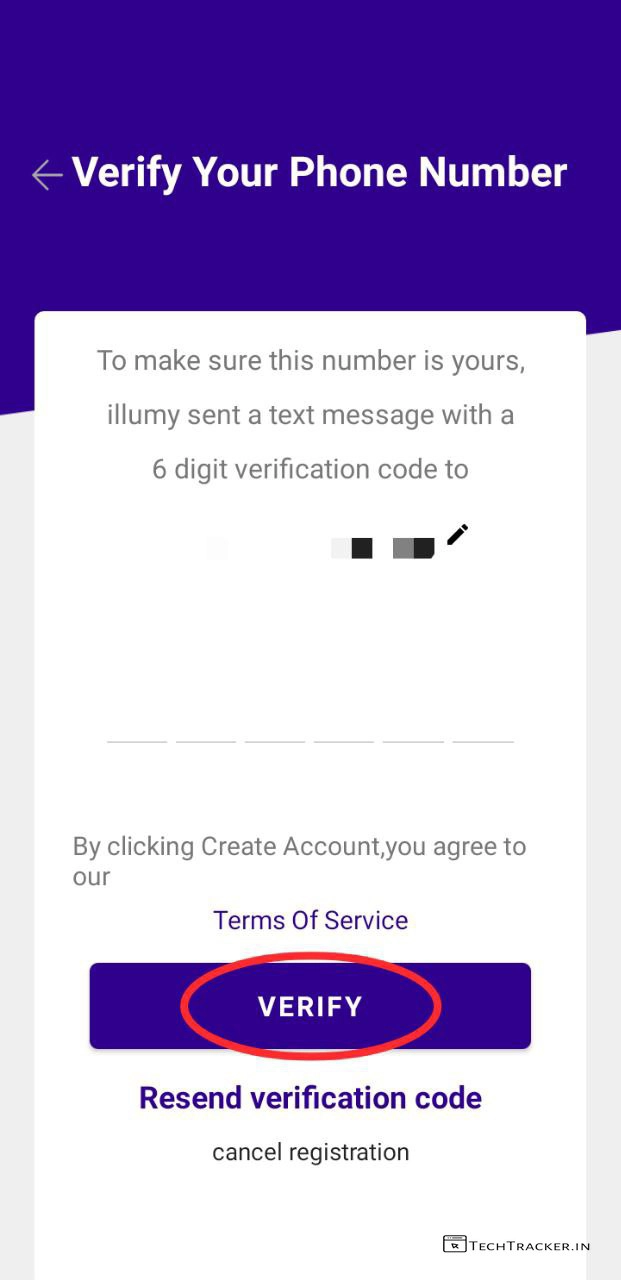 Verify Your Phone Number
To make sure this number is yours,
illumy sent a text message with a
6 digit verification code to
By clicking Create Account,you agree to
our
Terms Of Service
VERIFY
Resend verification code
cancel registration
TECHTRACKER.IN